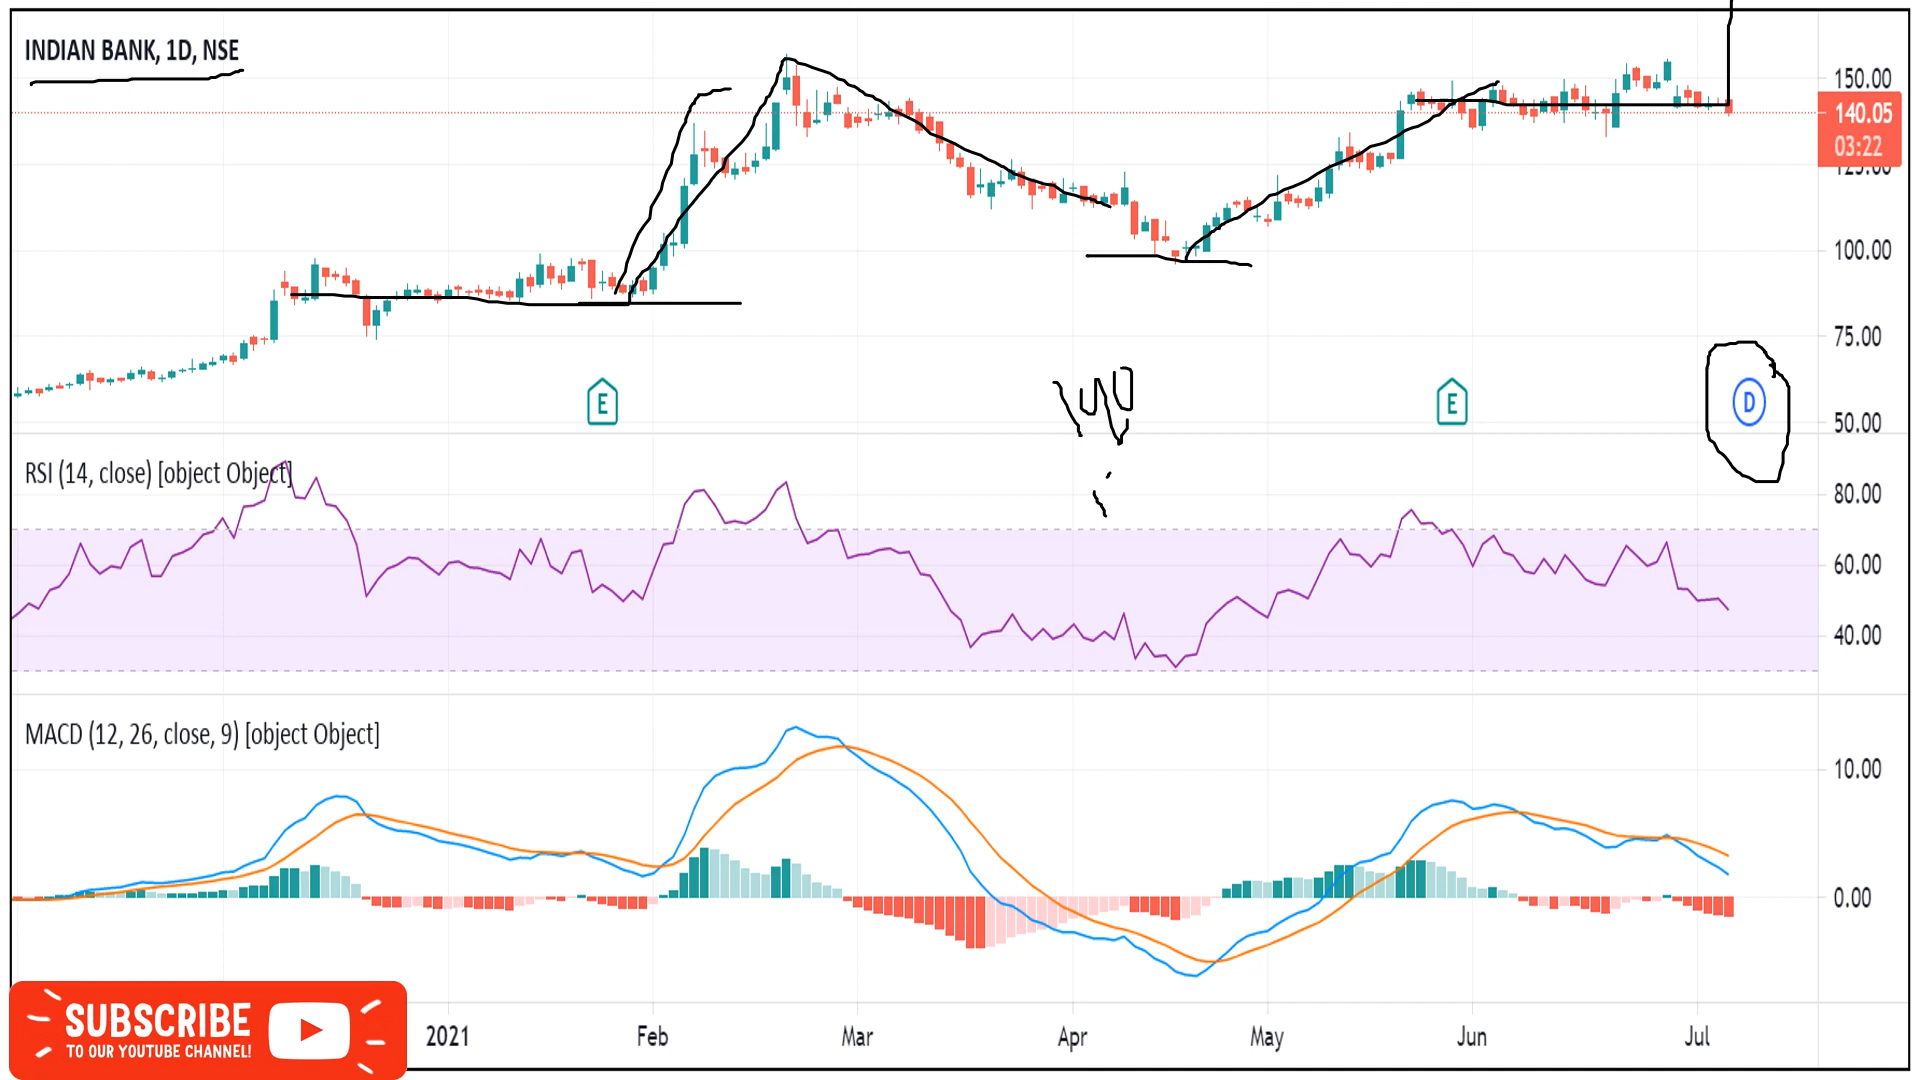 INDIAN BANK, 1D, NSE
150.00
140.05
03:22
125.00
100.00
75.00
50.00
E
E
D
RSI (14, close) [object Object]
80.00
60.00
40.00
MACD (12, 26, close, 9) [object Object]
10.00
0.00
SUBSCRIBE
TO OUR YOUTUBE CHANNEL!
2021 Feb Mar Apr May Jun Jul